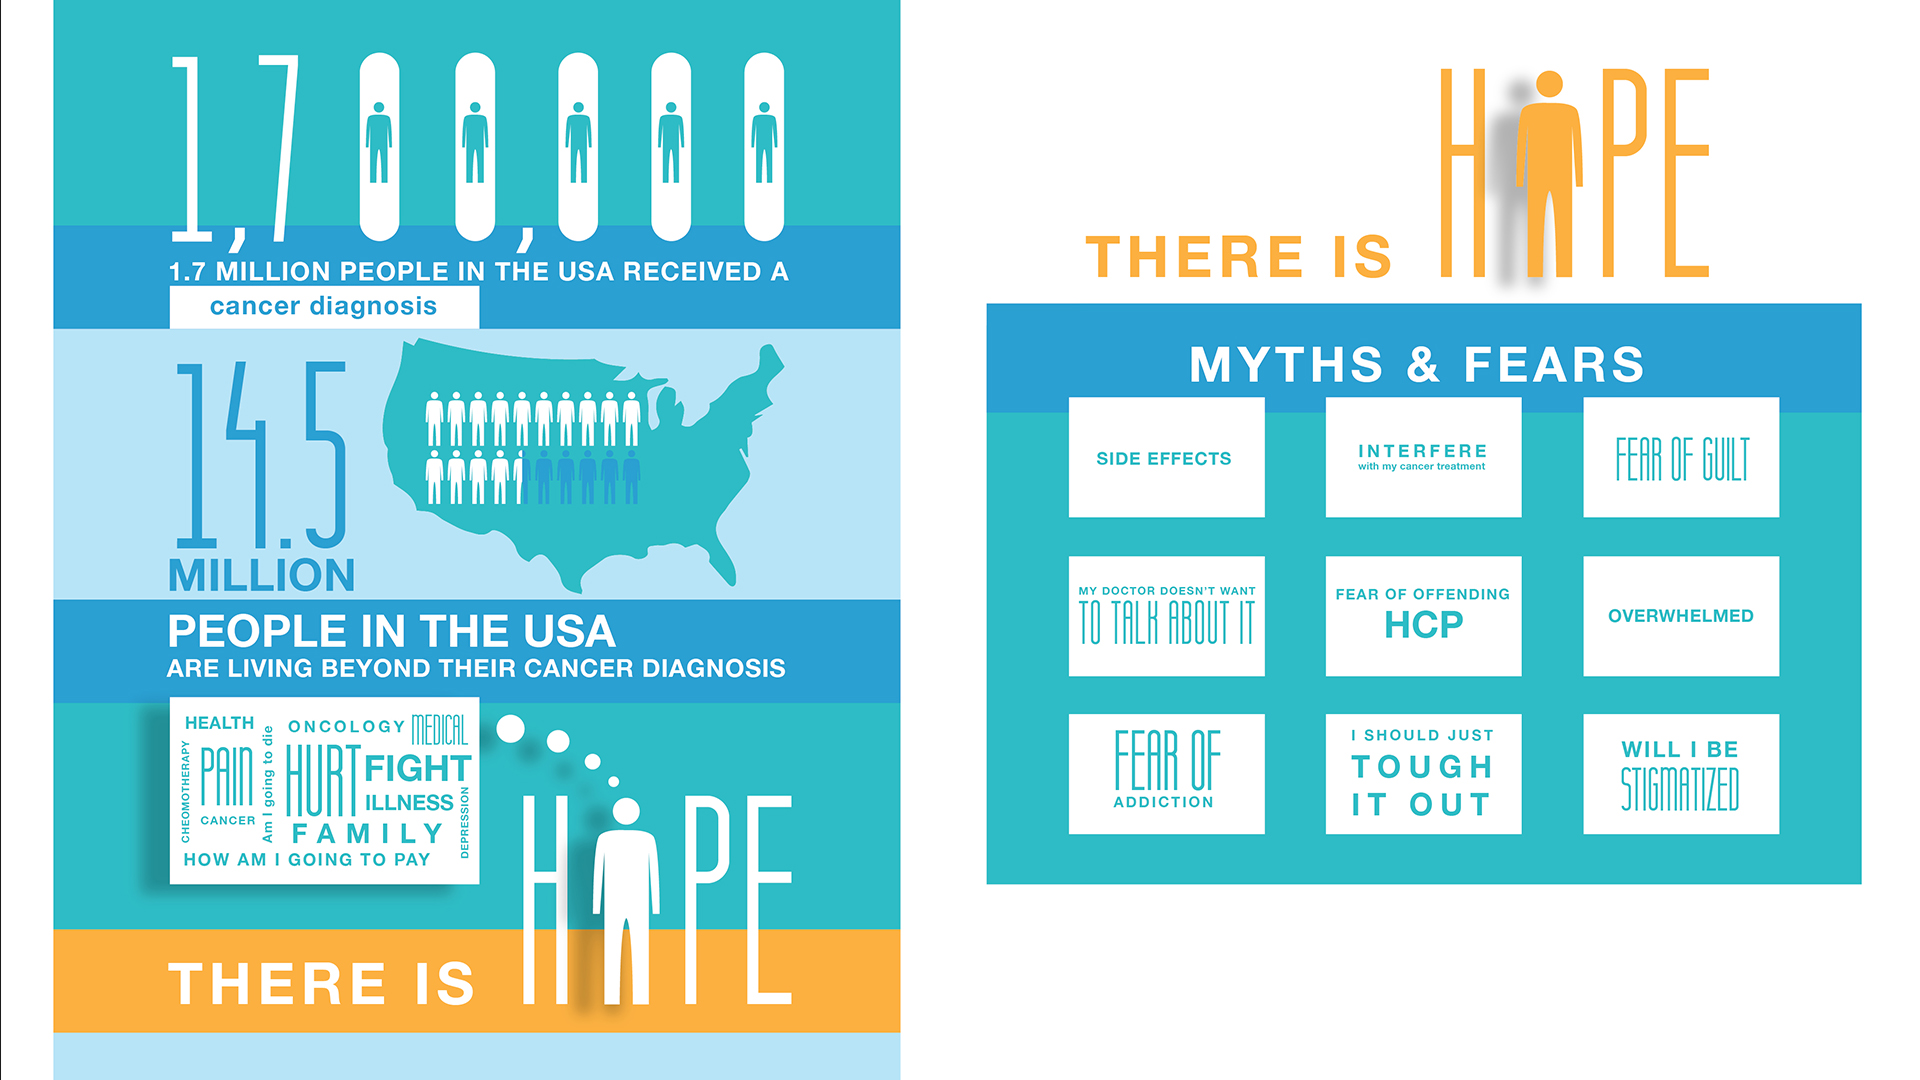 1,700,000
1.7 MILLION PEOPLE IN THE USA RECEIVED A
cancer diagnosis
14.5
MILLION
PEOPLE IN THE USA
ARE LIVING BEYOND THEIR CANCER DIAGNOSIS
HEALTH
ONCOLOGY
MEDICAL
CHEOMOTHERAPY
PAIN
CANCER
Am I going to die
HURT
FIGHT
ILLNESS
FAMILY
DEPRESSION
HOW AM I GOING TO PAY
THERE IS HOPE
THERE IS HOPE
MYTHS & FEARS
SIDE EFFECTS
INTERFERE
with my cancer treatment
FEAR OF GUILT
MY DOCTOR DOESN'T WANT
TO TALK ABOUT IT
FEAR OF OFFENDING
HCP
OVERWHELMED
FEAR OF
ADDICTION
I SHOULD JUST
TOUGH
IT OUT
WILL I BE
STIGMATIZED